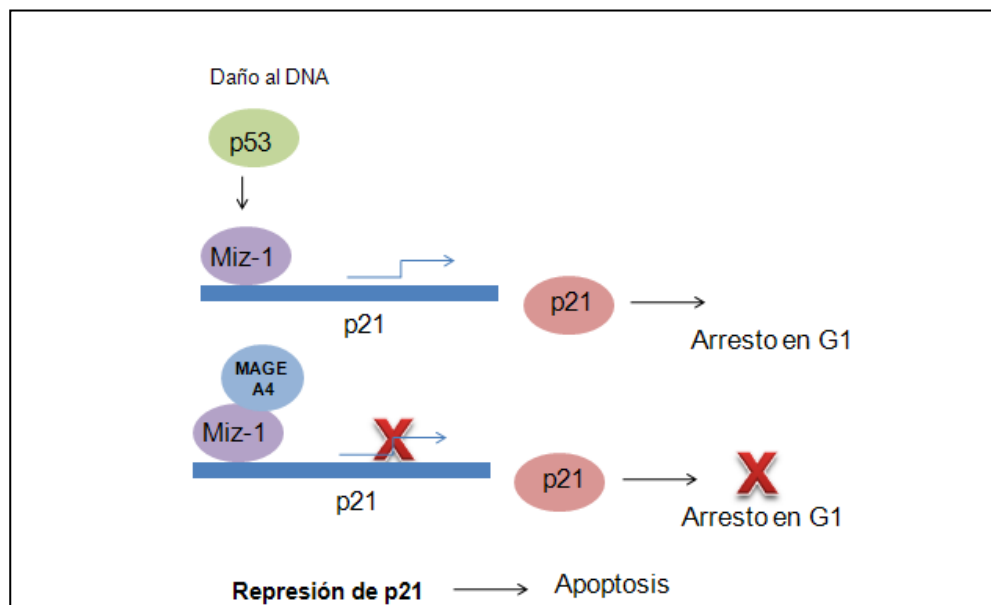 Daño al DNA
p53
Miz-1
p21
p21
Arresto en G1
MAGE
A4
Miz-1
p21
p21
Arresto en G1
Represión de p21
Apoptosis